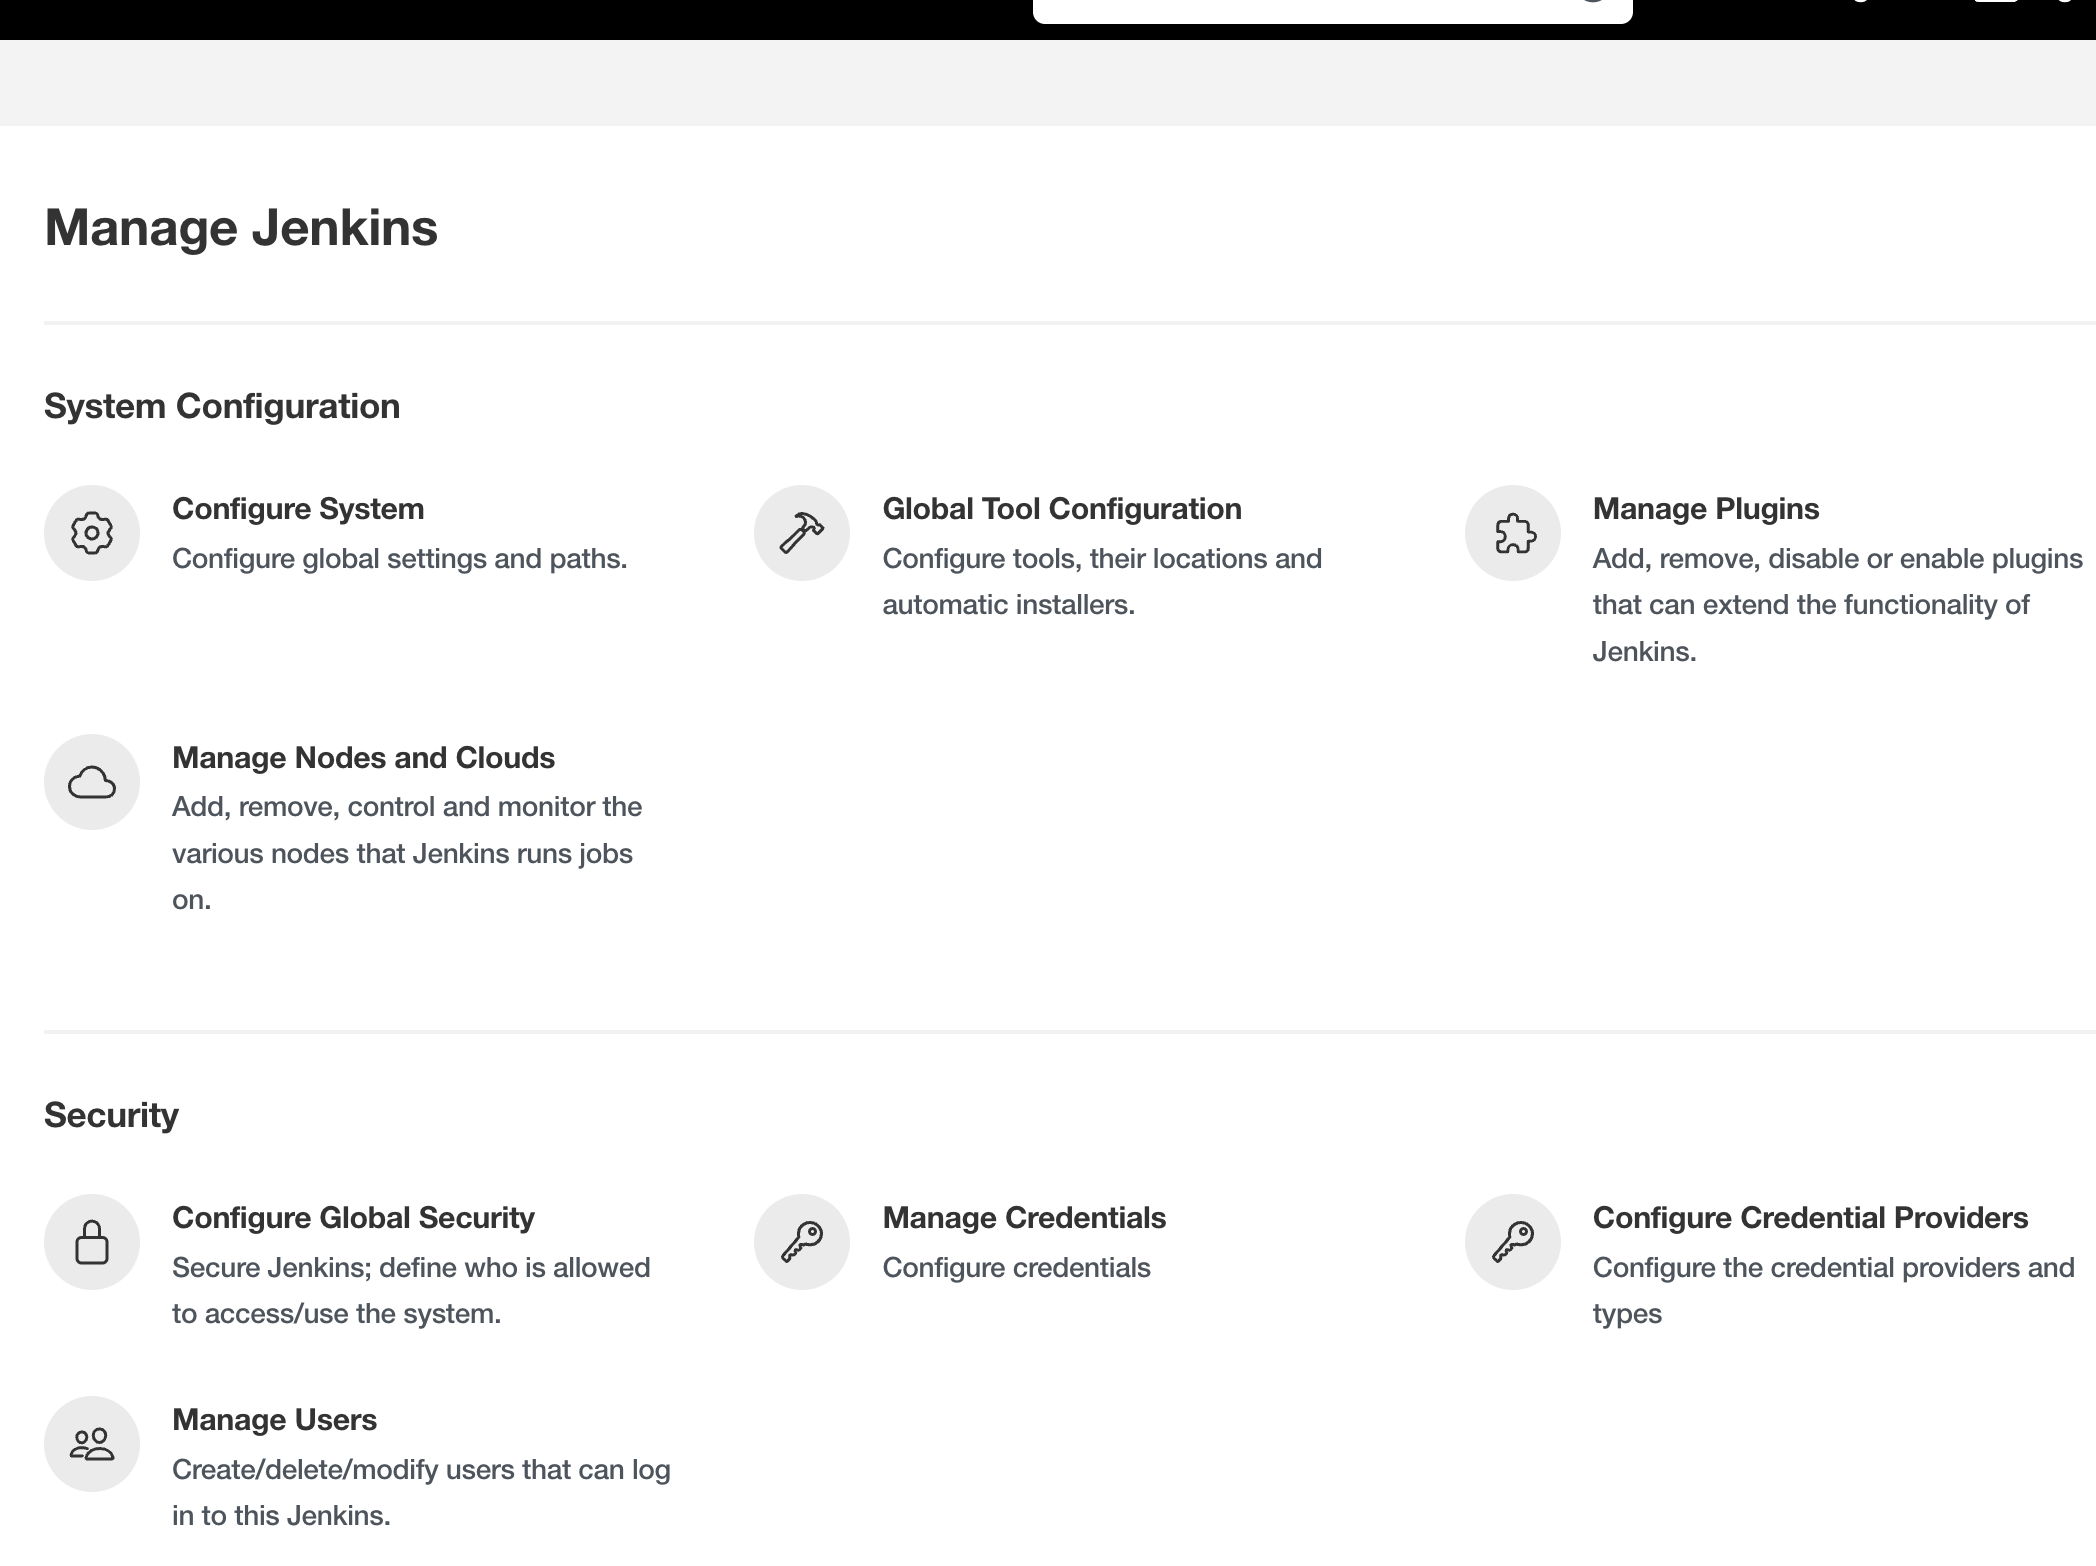 Manage Jenkins
System Configuration
Configure System
Configure global settings and paths.
Global Tool Configuration
Configure tools, their locations and
automatic installers.
Manage Plugins
Add, remove, disable or enable plugins
that can extend the functionality of
Jenkins.
Manage Nodes and Clouds
Add, remove, control and monitor the
various nodes that Jenkins runs jobs
on.
Security
Configure Global Security
Secure Jenkins; define who is allowed
to access/use the system.
Manage Credentials
Configure credentials
Configure Credential Providers
Configure the credential providers and
types
Manage Users
Create/delete/modify users that can log
in to this Jenkins.